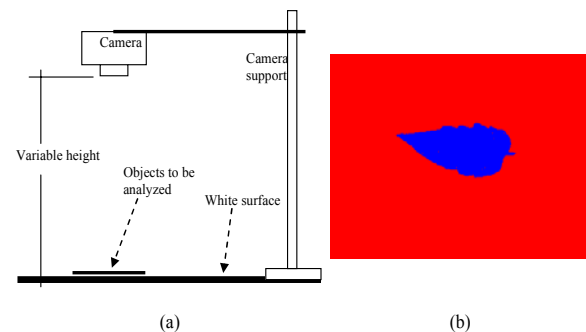 Camera
Camera
support
Variable height
Objects to be
analyzed
White surface
(a)
(b)